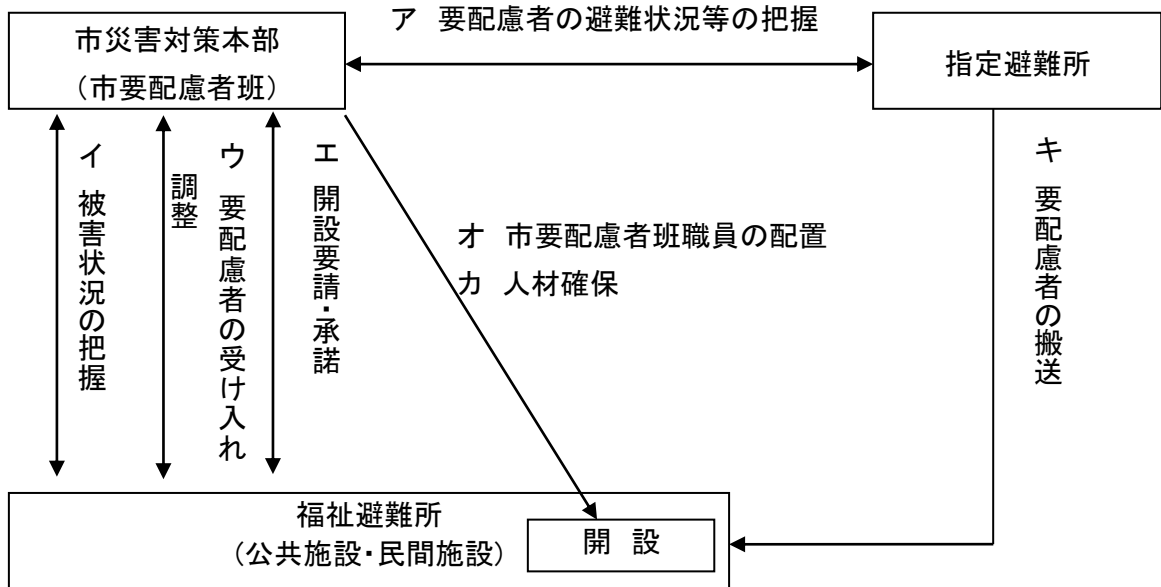 ア 要配慮者の避難状況等の把握
市災害対策本部
（市要配慮者班）
指定避難所
イ 被害状況の把握
ウ 要配慮者の受け入れ
調整
エ 開設要請・承諾
オ 市要配慮者班職員の配置
カ 人材確保
キ 要配慮者の搬送
福祉避難所
（公共施設・民間施設）
開 設